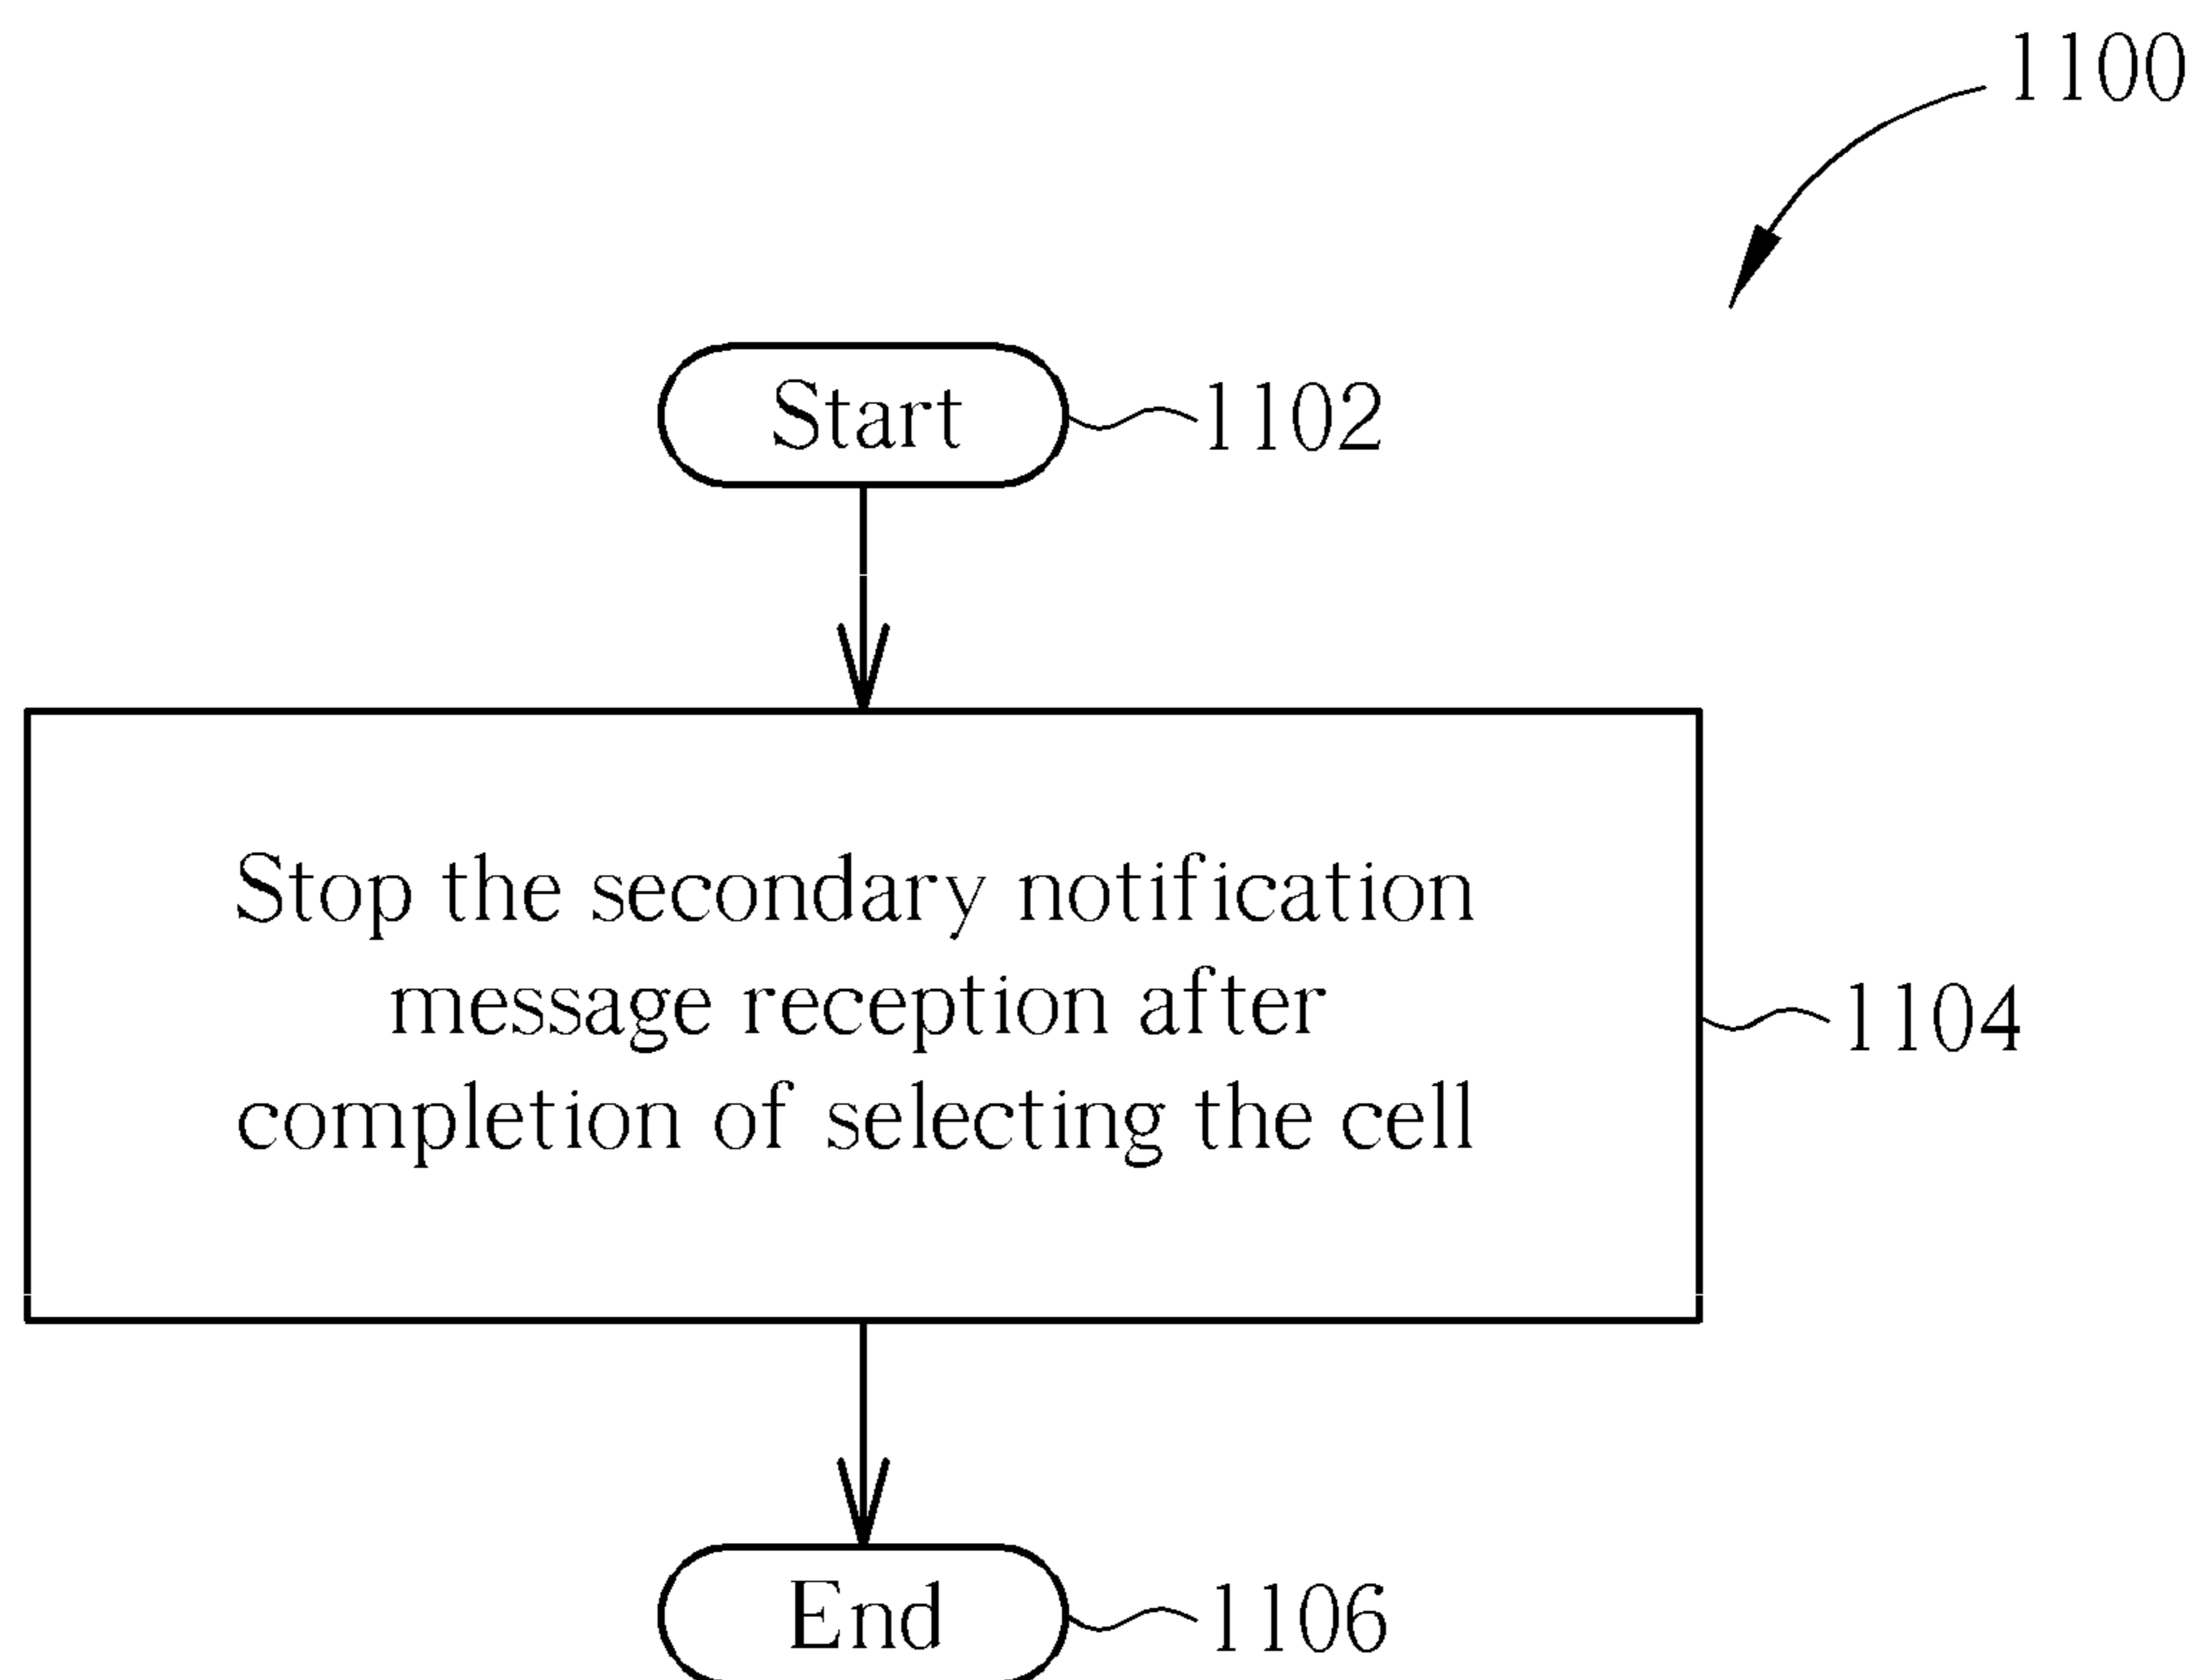 1100
Start
1102
Stop the secondary notification
message reception after
completion of selecting the cell
1104
End
1106